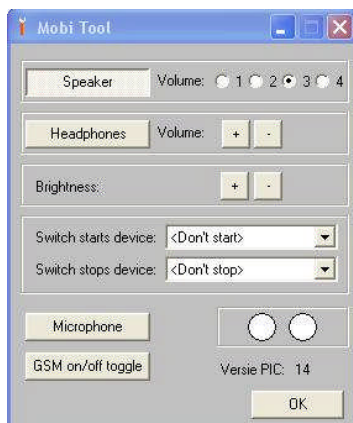 Mobi Tool
Speaker Volume: 1 2 3 4
Headphones Volume: + -
Brightness: + -
Switch starts device: <Don't start>
Switch stops device: <Don't stop>
Microphone
GSM on/off toggle Versie PIC: 14
OK